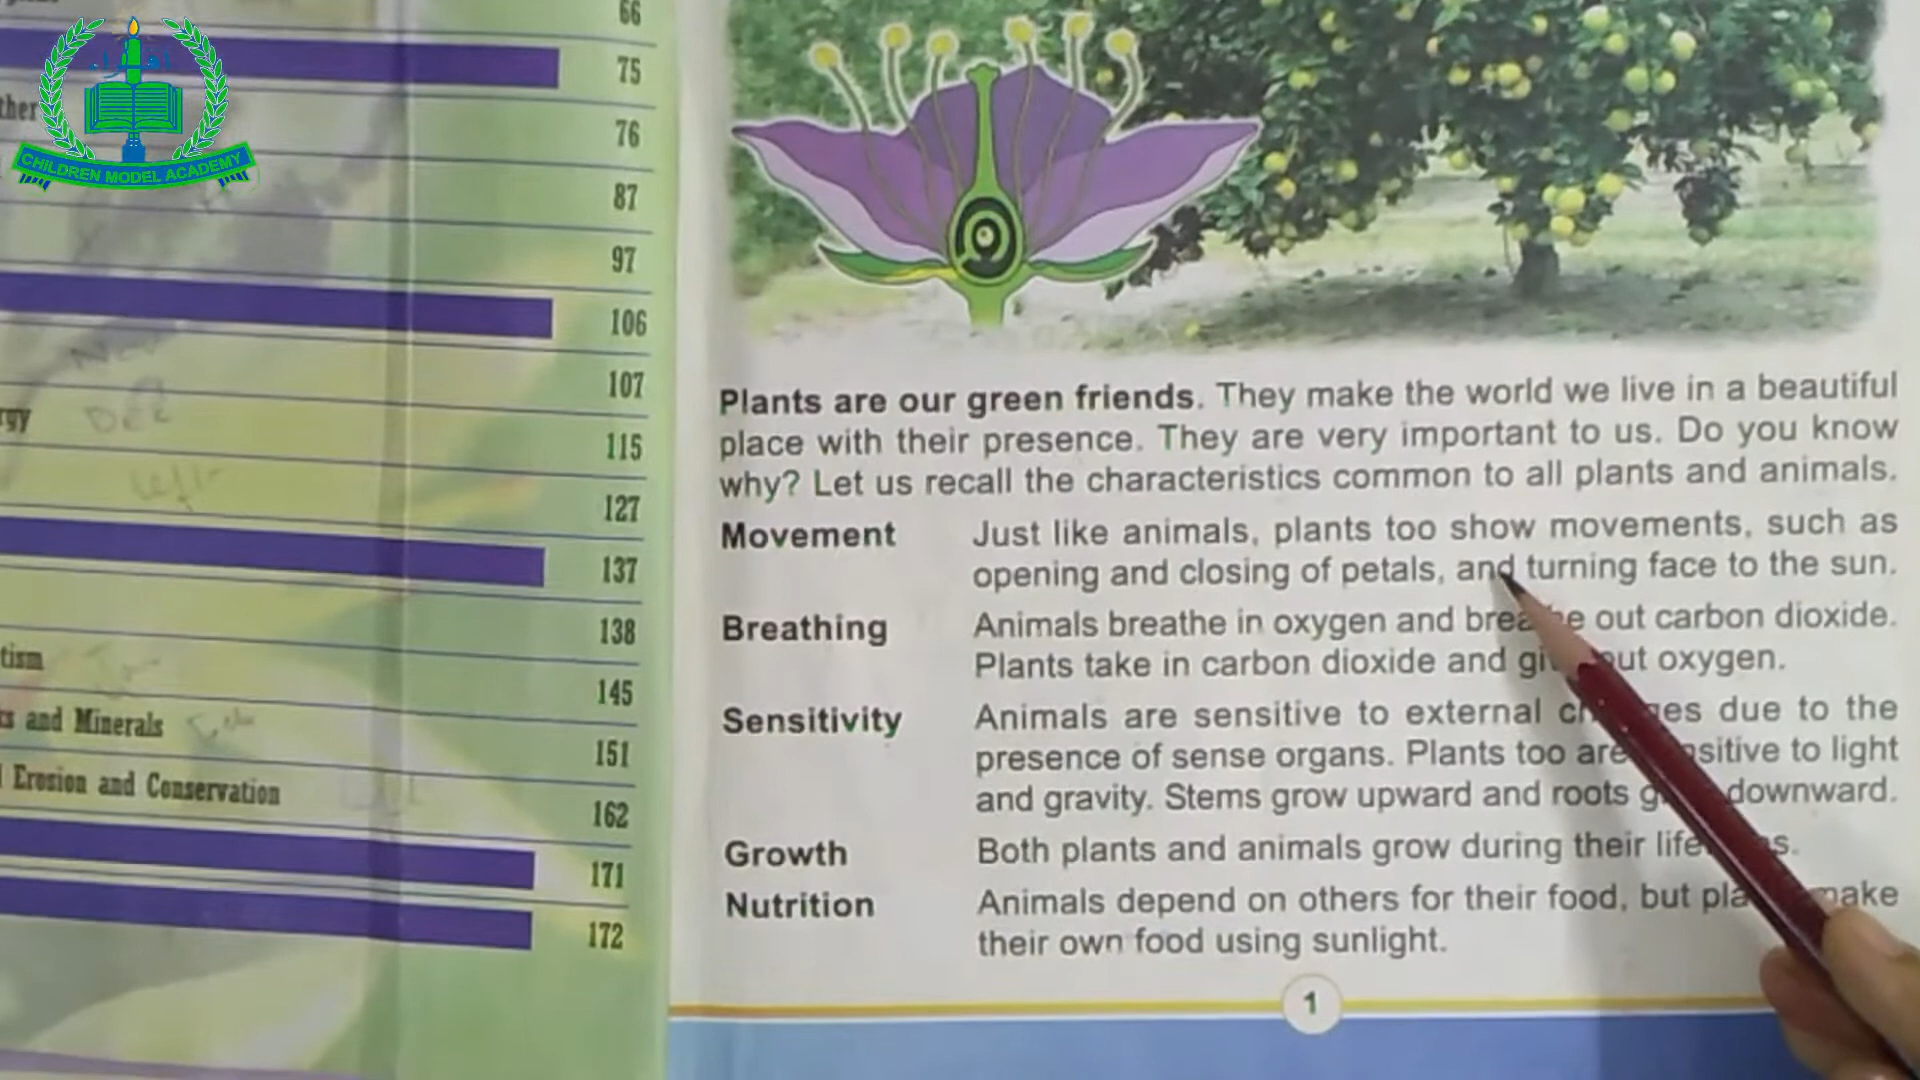 CHILDREN MODEL ACADEMY
66
75
ther
76
87
97
106
107
rgy
115
127
137
138
tism
145
and Minerals
151
Erosion and Conservation
162
171
172
Plants are our green friends. They make the world we live in a beautiful
place with their presence. They are very important to us. Do you know
why? Let us recall the characteristics common to all plants and animals.
Movement Just like animals, plants too show movements, such as
opening and closing of petals, and turning face to the sun.
Breathing Animals breathe in oxygen and breathe out carbon dioxide.
Plants take in carbon dioxide and give out oxygen.
Sensitivity Animals are sensitive to external changes due to the
presence of sense organs. Plants too are sensitive to light
and gravity. Stems grow upward and roots grow downward.
Growth Both plants and animals grow during their
Nutrition Animals depend on others for their food, but plants make
their own food using sunlight.
1